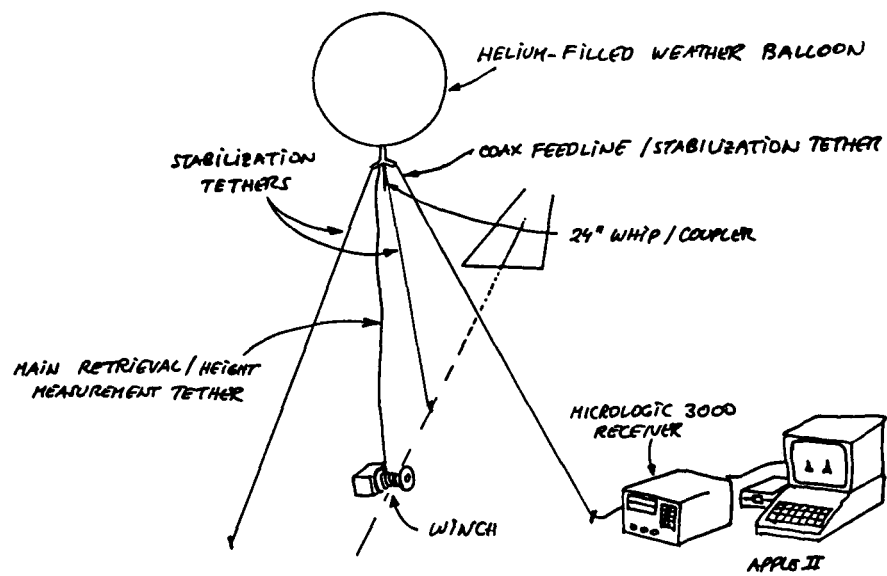 HELIUM-FILLED WEATHER BALLOON
STABILIZATION
TETHERS
COAX FEEDLINE/STABILIZATION TETHER
24" WHIP/COUPLER
MAIN RETRIEVAL/HEIGHT
MEASUREMENT TETHER
MICROLOGIC 3000
RECEIVER
WINCH
APPLE II